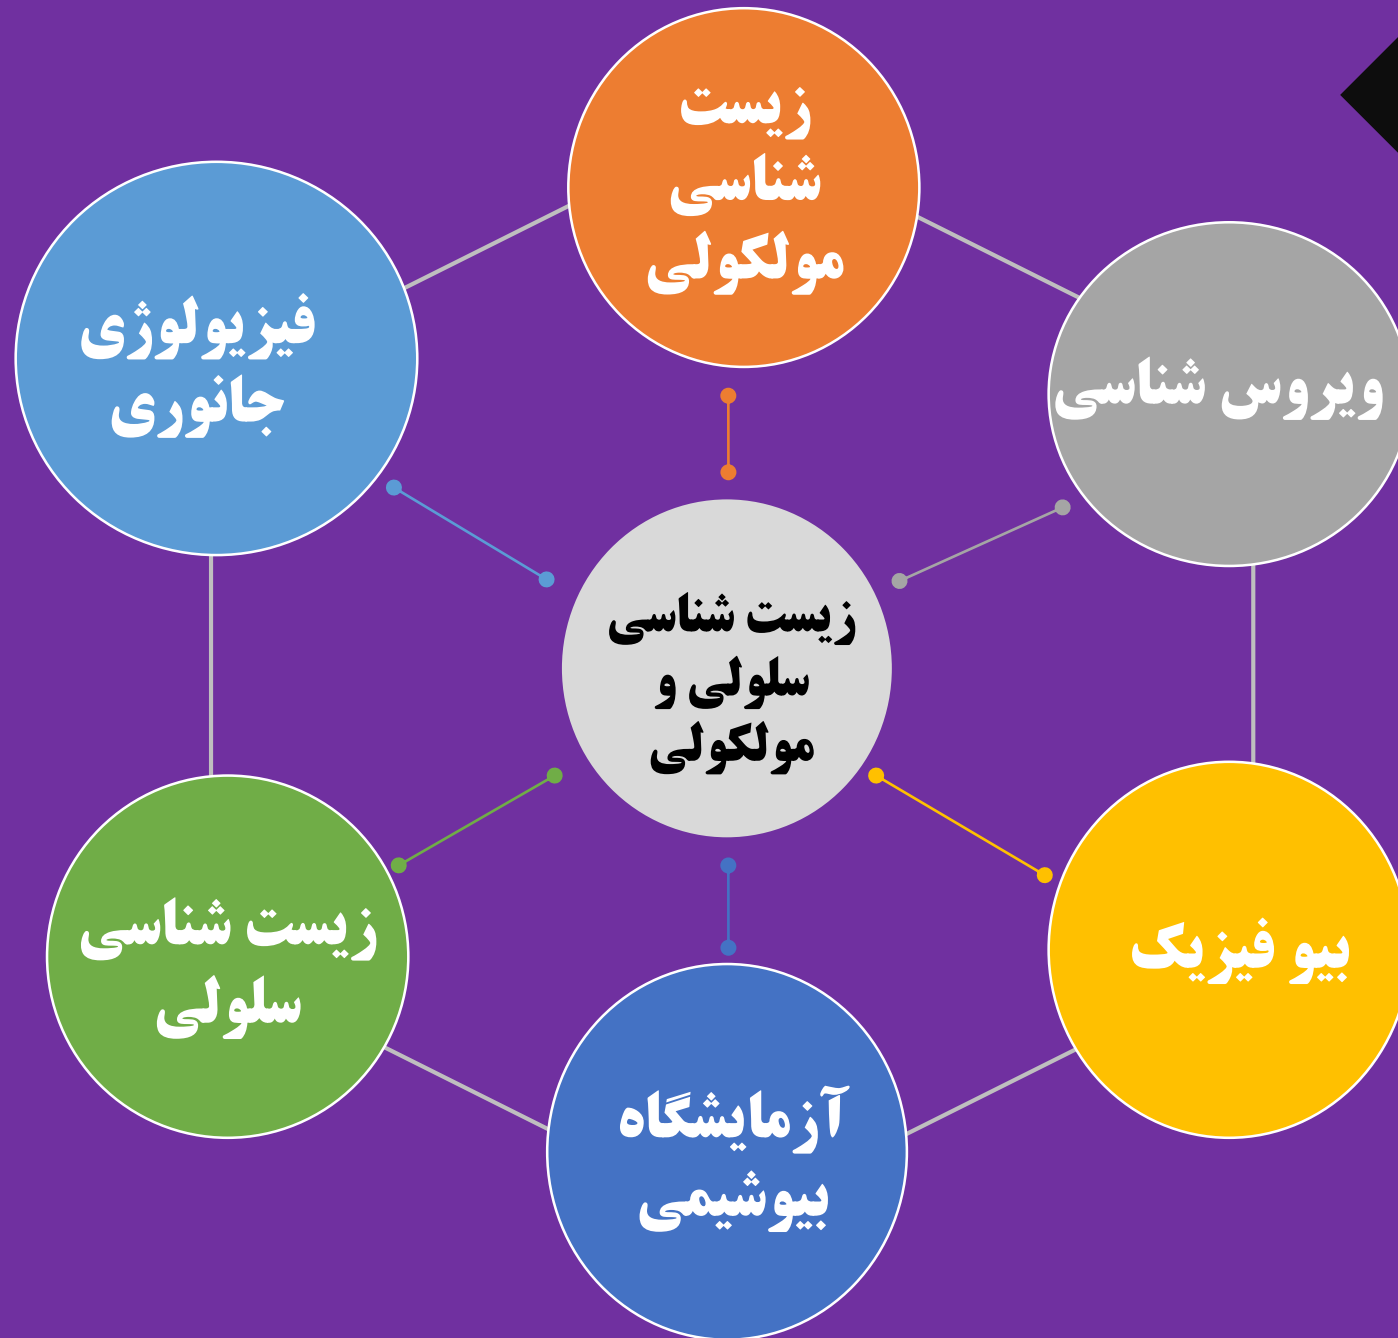 زیست
شناسی
مولکولی
ویروس شناسی
فیزیولوژی
جانوری
زیست شناسی
سلولی و
مولکولی
بیو فیزیک
زیست شناسی
سلولی
آزمایشگاه
بیوشیمی